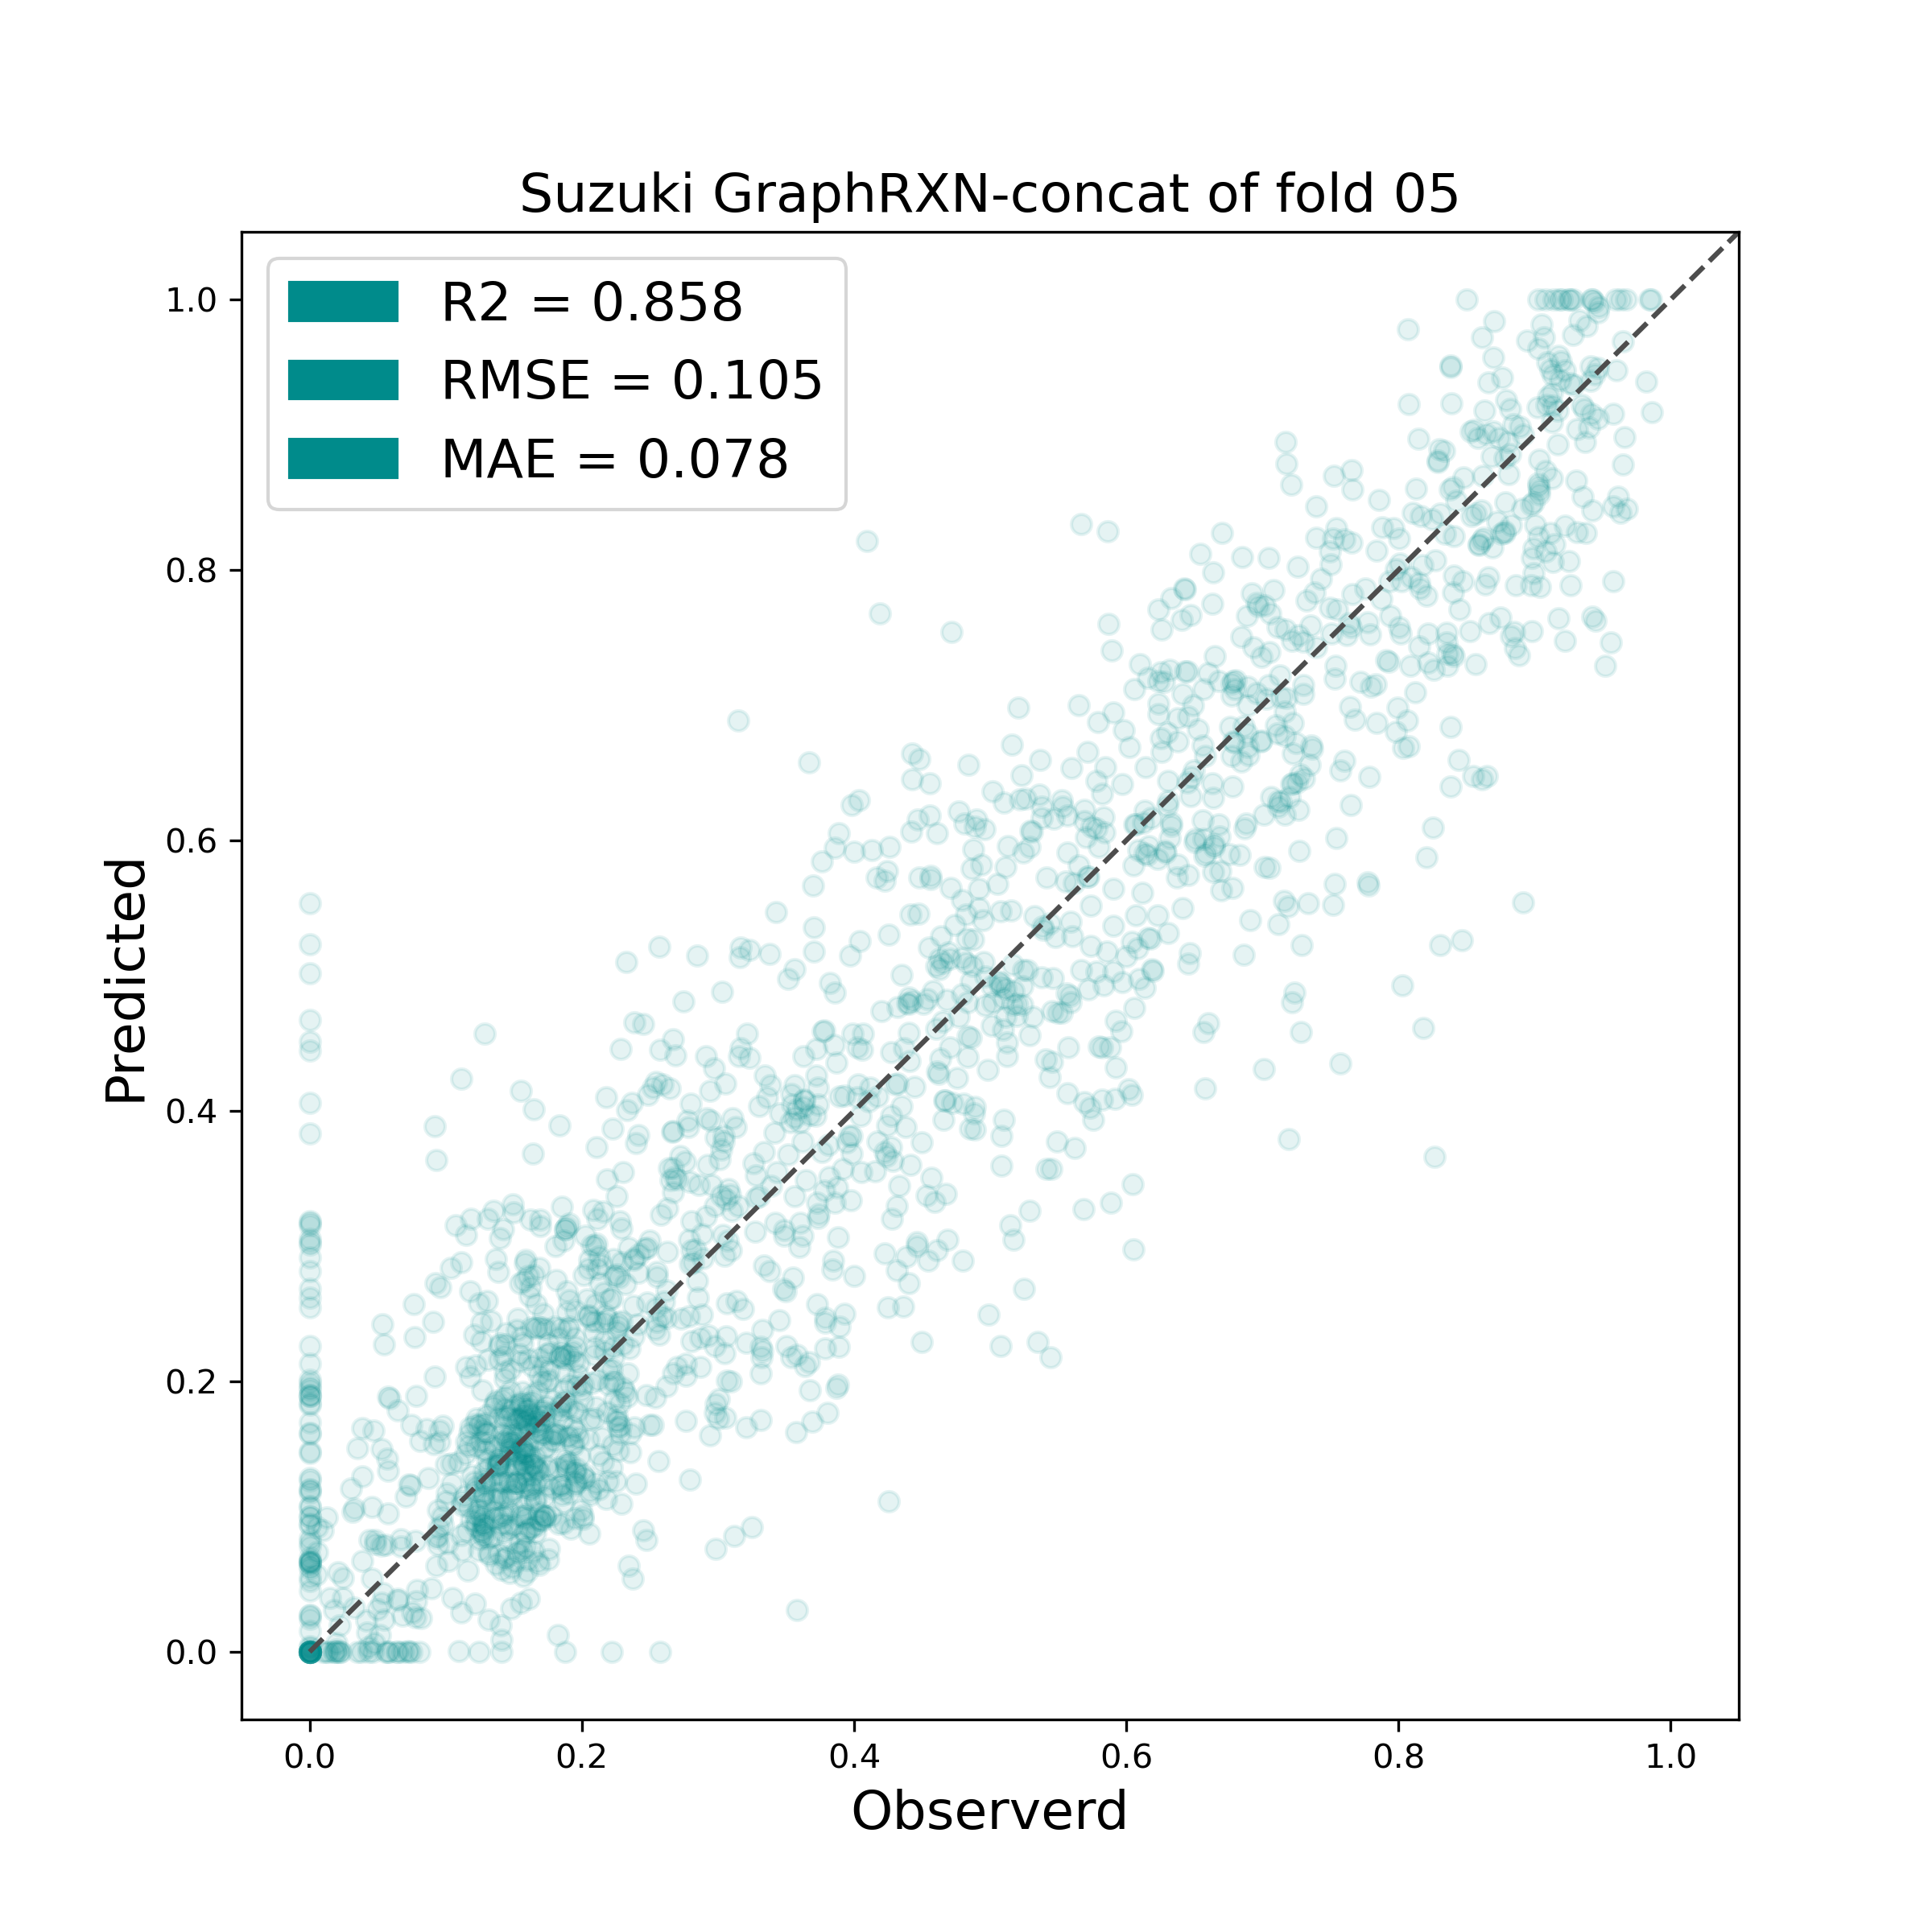 Suzuki GraphRXN-concat of fold 05
R2 = 0.858
RMSE = 0.105
MAE = 0.078
1.0
0.8
0.6
0.4
0.2
0.0
Predicted
0.0 0.2 0.4 0.6 0.8 1.0
Observerd